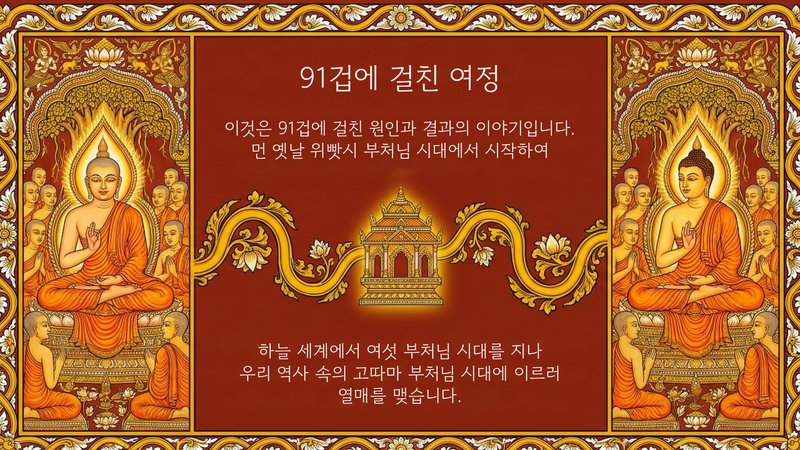 91겁에 걸친 여정
이것은 91겁에 걸친 원인과 결과의 이야기입니다.
먼 옛날 위빳시 부처님 시대에서 시작하여
하늘 세계에서 여섯 부처님 시대를 지나
우리 역사 속의 고따마 부처님 시대에 이르러
열매를 맺습니다.